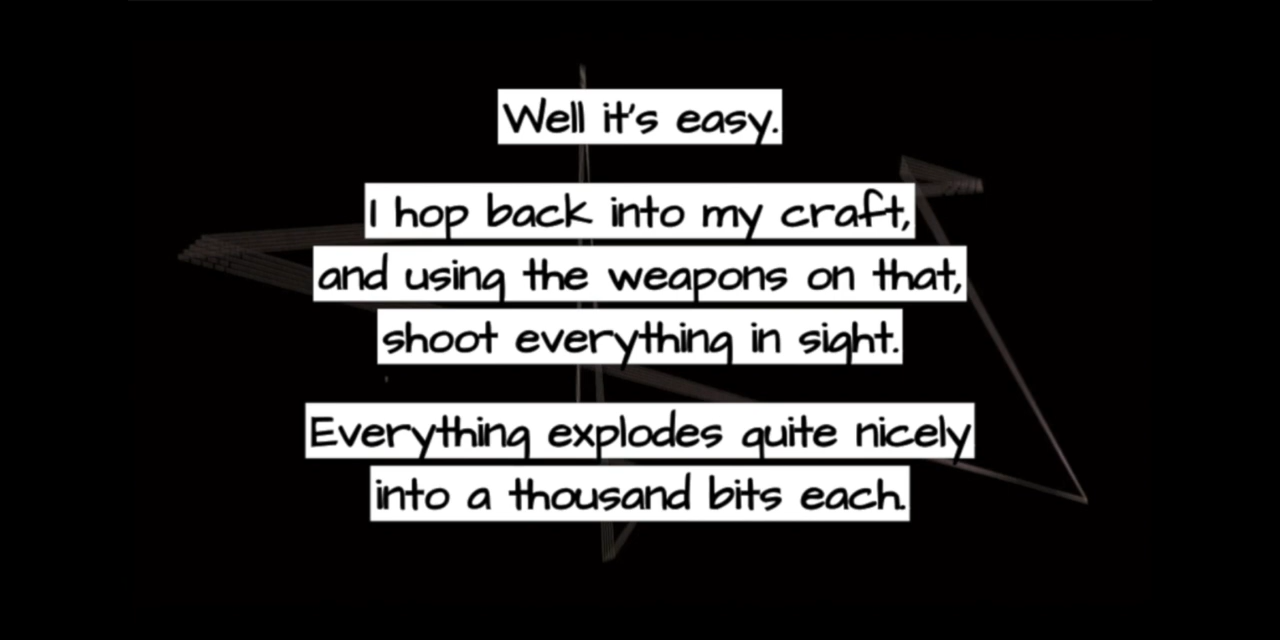 Well it's easy.
I hop back into my craft,
and using the weapons on that,
shoot everything in sight.
Everything explodes quite nicely
into a thousand bits each.